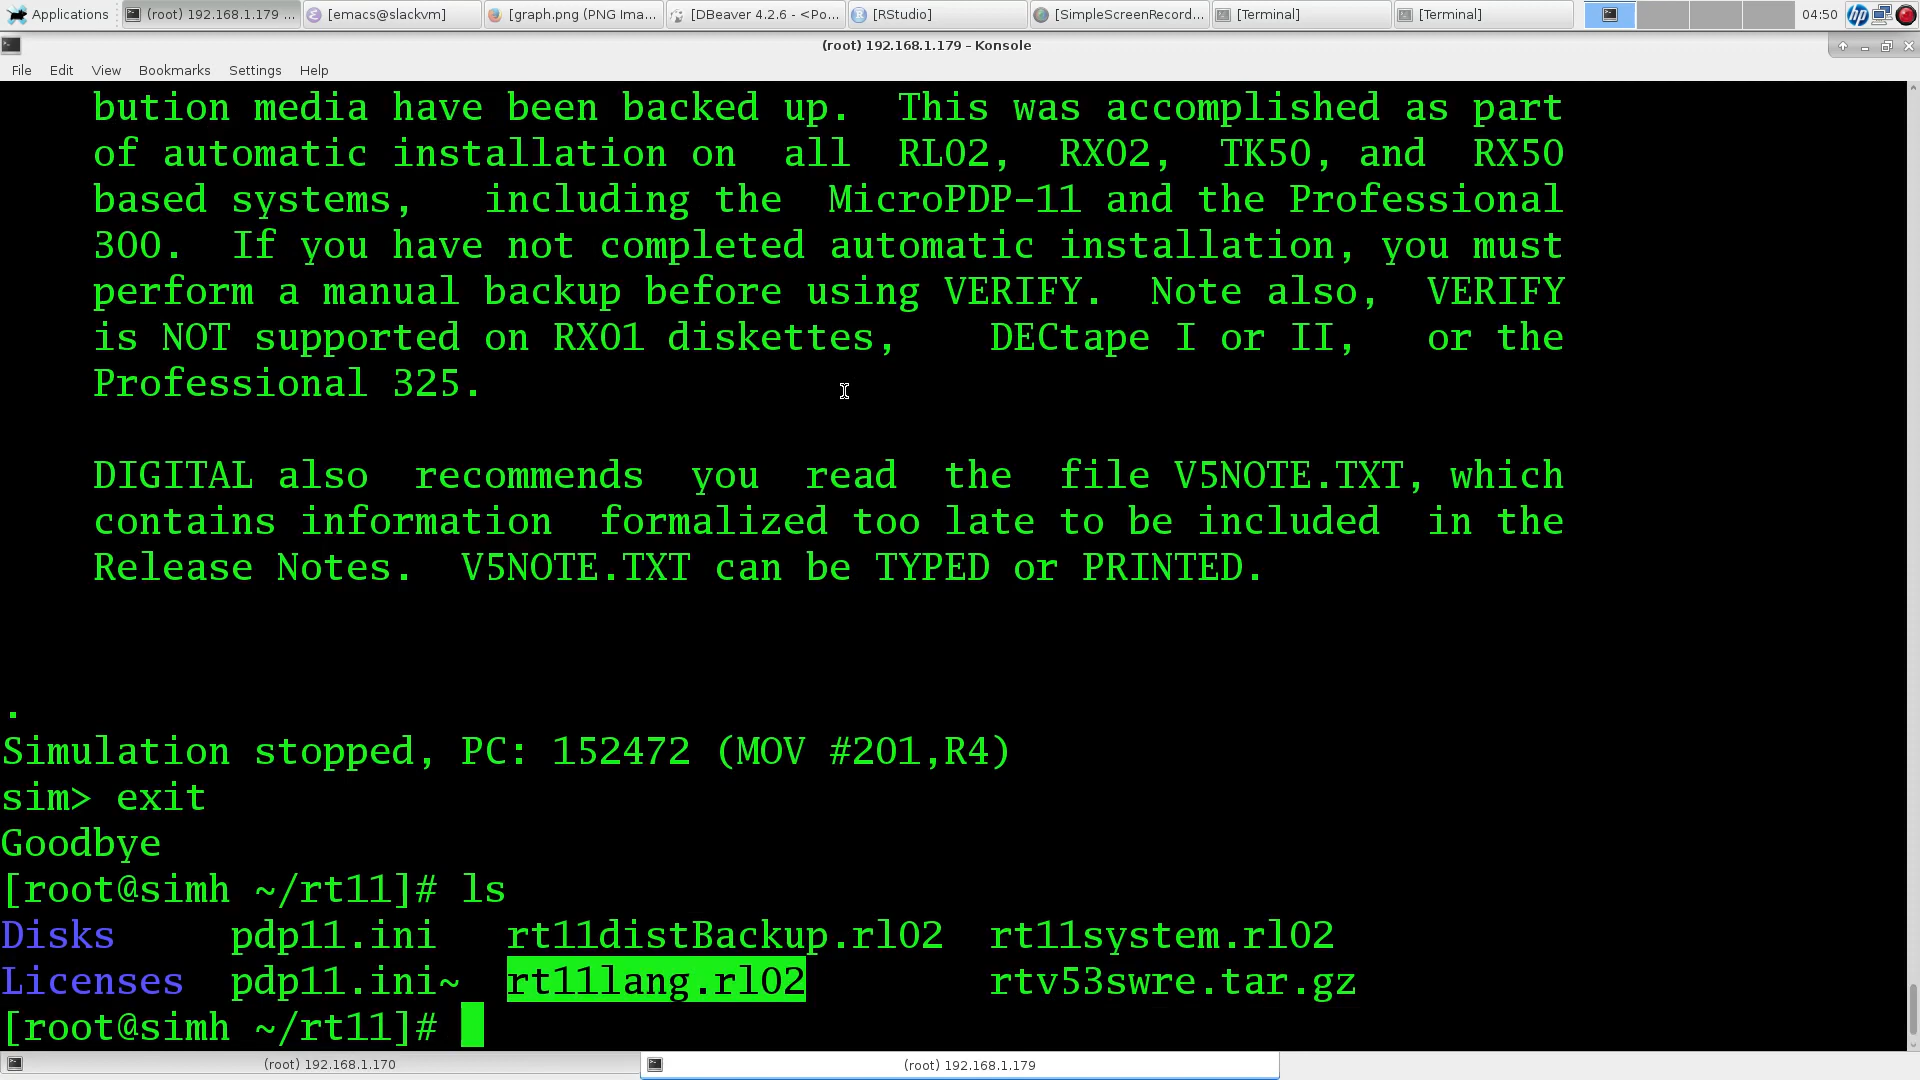 Applications (root) 192.168.1.179 ... [emacs@slackvm] [graph.png (PNG Ima... [DBeaver 4.2.6 - <Po... [RStudio] [SimpleScreenRecord... [Terminal] [Terminal] 04:50
(root) 192.168.1.179 - Konsole
File Edit View Bookmarks Settings Help
bution media have been backed up.  This was accomplished as part
of automatic installation on  all  RL02,  RX02,  TK50, and  RX50
based systems,   including the  MicroPDP-11 and the Professional
300.  If you have not completed automatic installation, you must
perform a manual backup before using VERIFY.  Note also,  VERIFY
is NOT supported on RX01 diskettes,    DECtape I or II,   or the
Professional 325.
DIGITAL also  recommends  you  read  the  file V5NOTE.TXT, which
contains information  formalized too late to be included  in the
Release Notes.  V5NOTE.TXT can be TYPED or PRINTED.
.
Simulation stopped, PC: 152472 (MOV #201,R4)
sim> exit
Goodbye
[root@simh ~/rt11]# ls
Disks     pdp11.ini   rt11distBackup.rl02  rt11system.rl02
Licenses  pdp11.ini~  rt11lang.rl02        rtv53swre.tar.gz
[root@simh ~/rt11]#
(root) 192.168.1.170 (root) 192.168.1.179